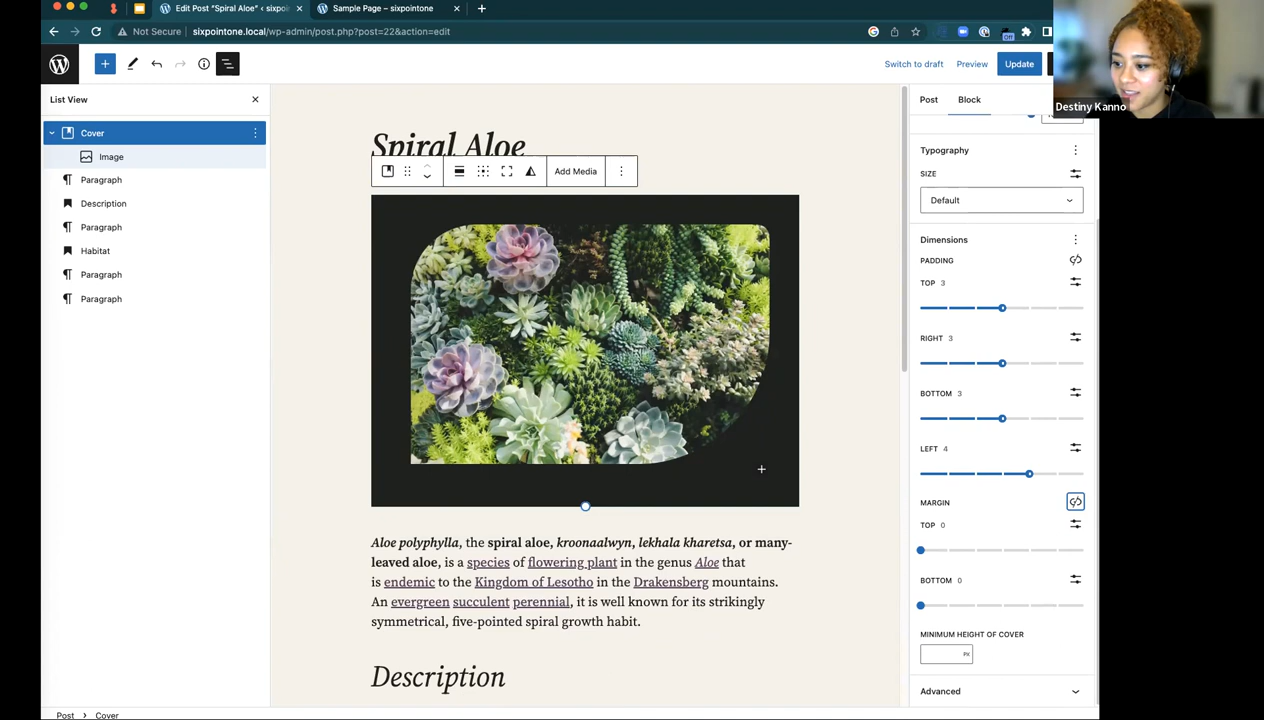 Edit Post “Spiral Aloe” ‹ sixpo
Sample Page – sixpointone
Not Secure
sixpointone.local/wp-admin/post.php?post=22&action=edit
Off
Switch to draft
Preview
Update
Destiny Kanno
List View
Cover
Image
Paragraph
Description
Paragraph
Habitat
Paragraph
Paragraph
Spiral Aloe
Add Media
Aloe polyphylla, the spiral aloe, kroonaalwyn, lekhala kharetsa, or many-
leaved aloe, is a species of flowering plant in the genus Aloe that
is endemic to the Kingdom of Lesotho in the Drakensberg mountains.
An evergreen succulent perennial, it is well known for its strikingly
symmetrical, five-pointed spiral growth habit.
Description
Post
Block
Typography
SIZE
Default
Dimensions
PADDING
TOP 3
RIGHT 3
BOTTOM 3
LEFT 4
MARGIN
TOP 0
BOTTOM 0
MINIMUM HEIGHT OF COVER
PX
Advanced
Post
Cover